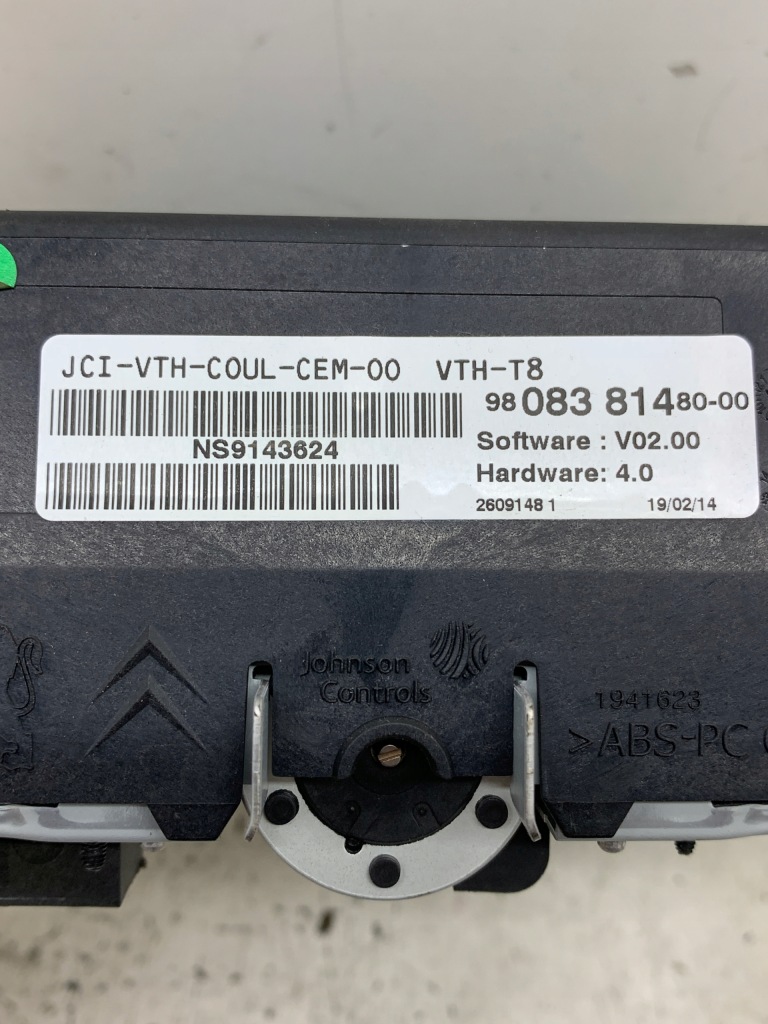 JCI-VTH-COUL-CEM-00 VTH-T8
98 083 814 80-00
NS9143624
Software : V02.00
Hardware: 4.0
2609148 1 19/02/14
Johnson
Controls
1941623
>ABS-PC